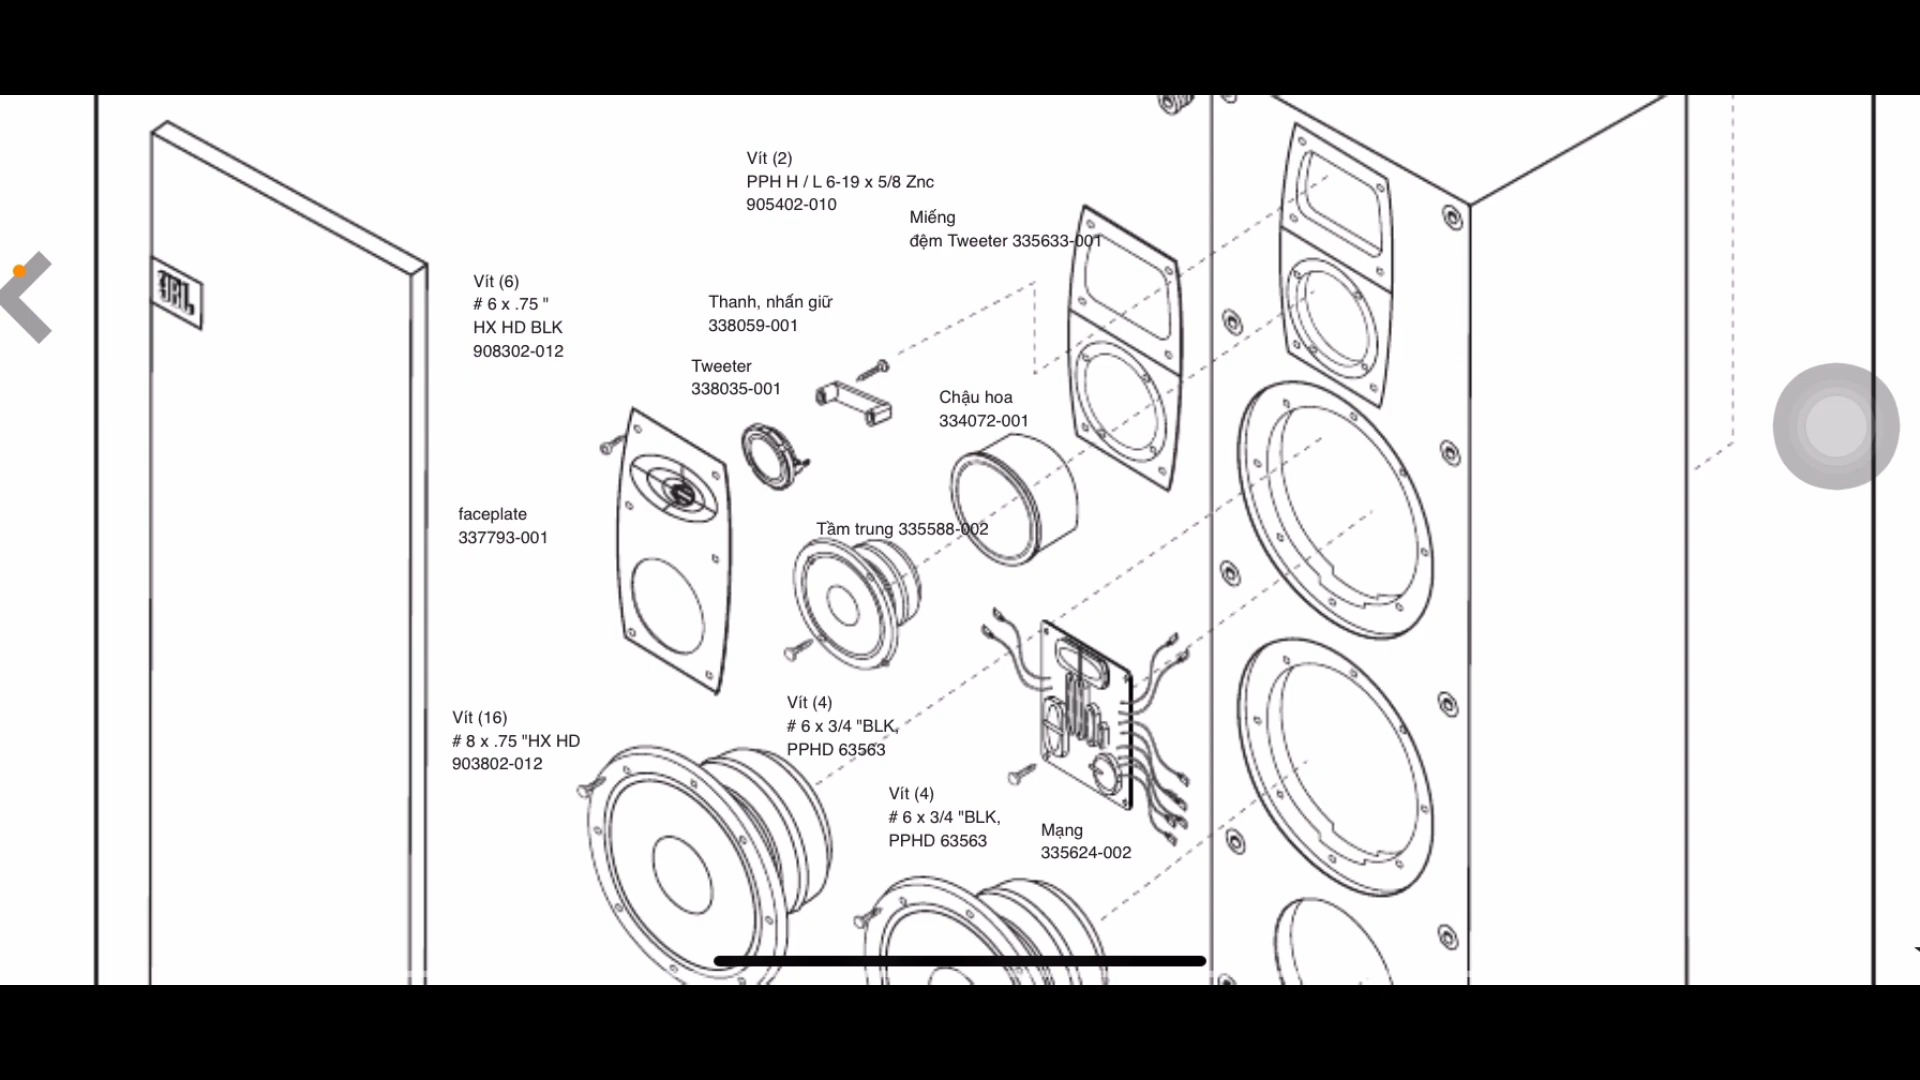 Vít (2)
PPH H / L 6-19 x 5/8 Znc
905402-010
Miếng
đệm Tweeter 335633-001
Vít (6)
# 6 x .75 "
HX HD BLK
908302-012
Thanh, nhấn giữ
338059-001
Tweeter
338035-001
Chậu hoa
334072-001
JBL
faceplate
337793-001
Tầm trung 335588-002
Vít (16)
# 8 x .75 "HX HD
903802-012
Vít (4)
# 6 x 3/4 "BLK,
PPHD 63563
Vít (4)
# 6 x 3/4 "BLK,
PPHD 63563
Mạng
335624-002